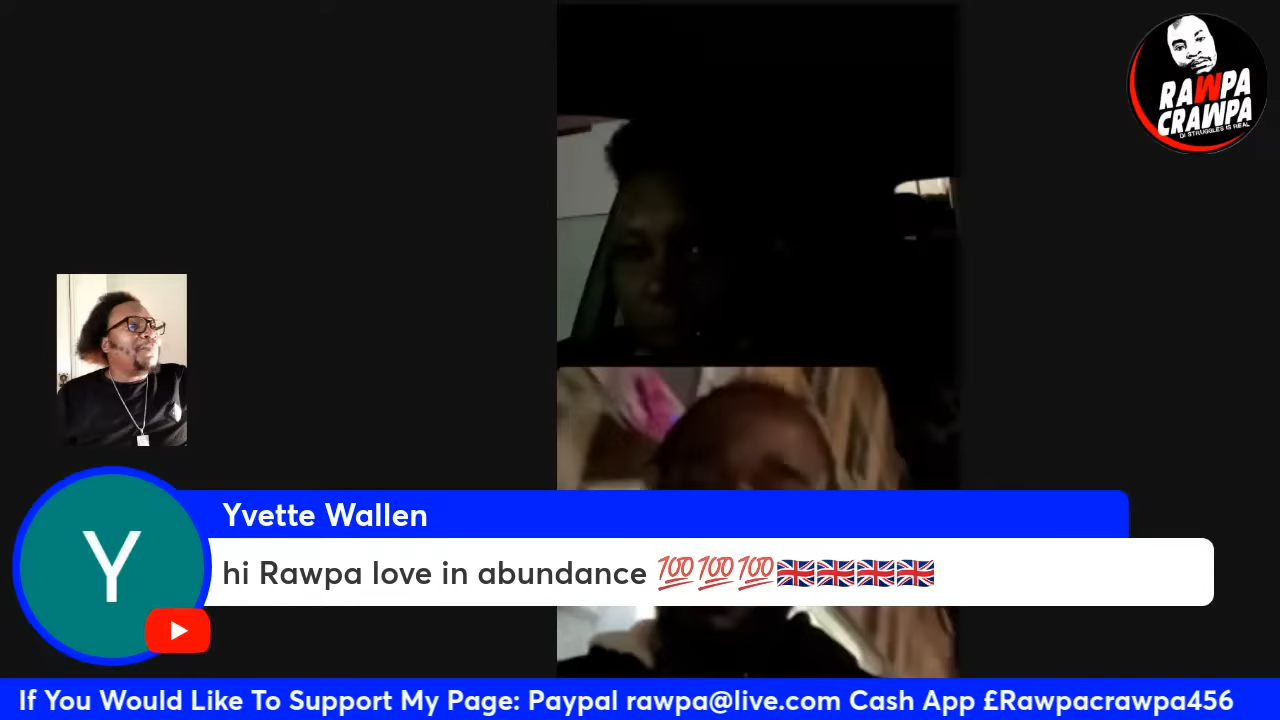 RAWPA
CRAWPA
DI STRUGGLES IS REAL
Y
Yvette Wallen
hi Rawpa love in abundance 💯💯💯🇬🇧🇬🇧🇬🇧🇬🇧
If You Would Like To Support My Page: Paypal rawpa@live.com Cash App £Rawpacrawpa456